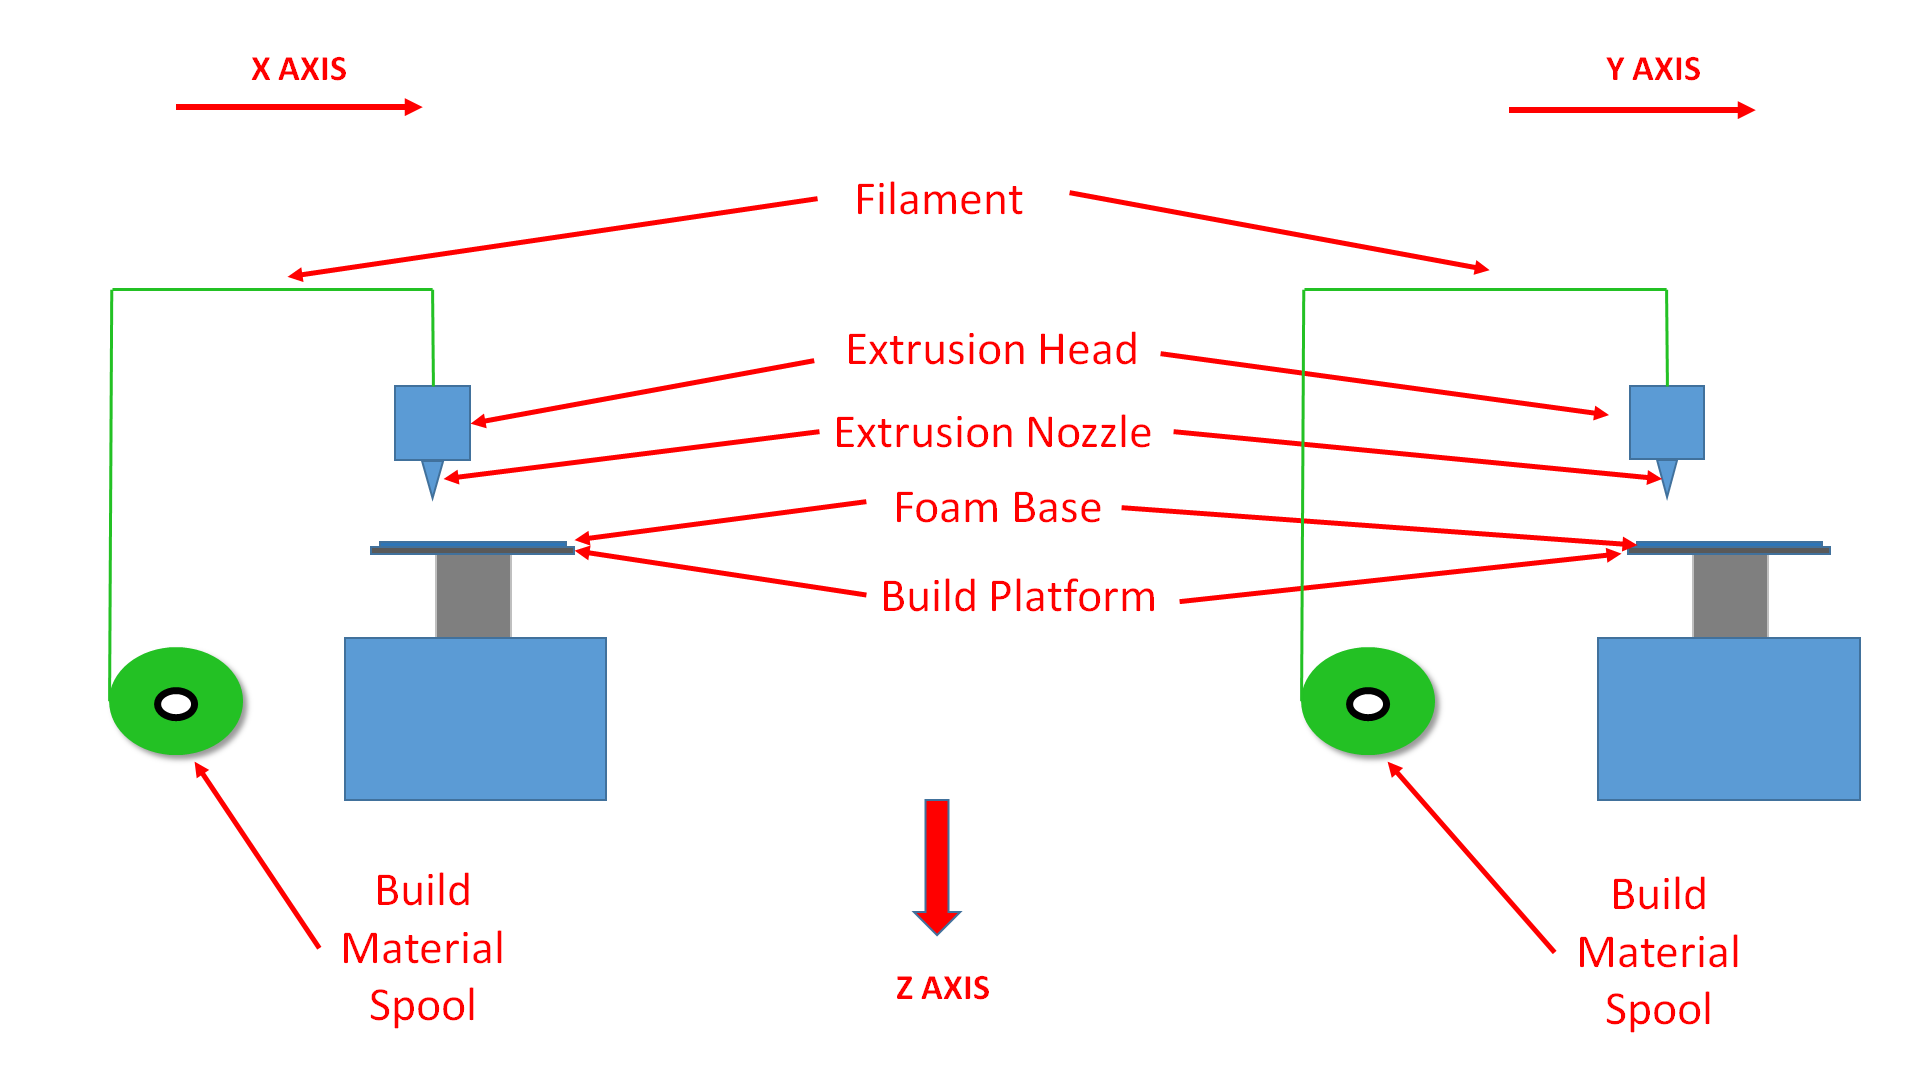 X AXIS
Y AXIS
Filament
Extrusion Head
Extrusion Nozzle
Foam Base
Build Platform
Build
Material
Spool
Z AXIS
Build
Material
Spool